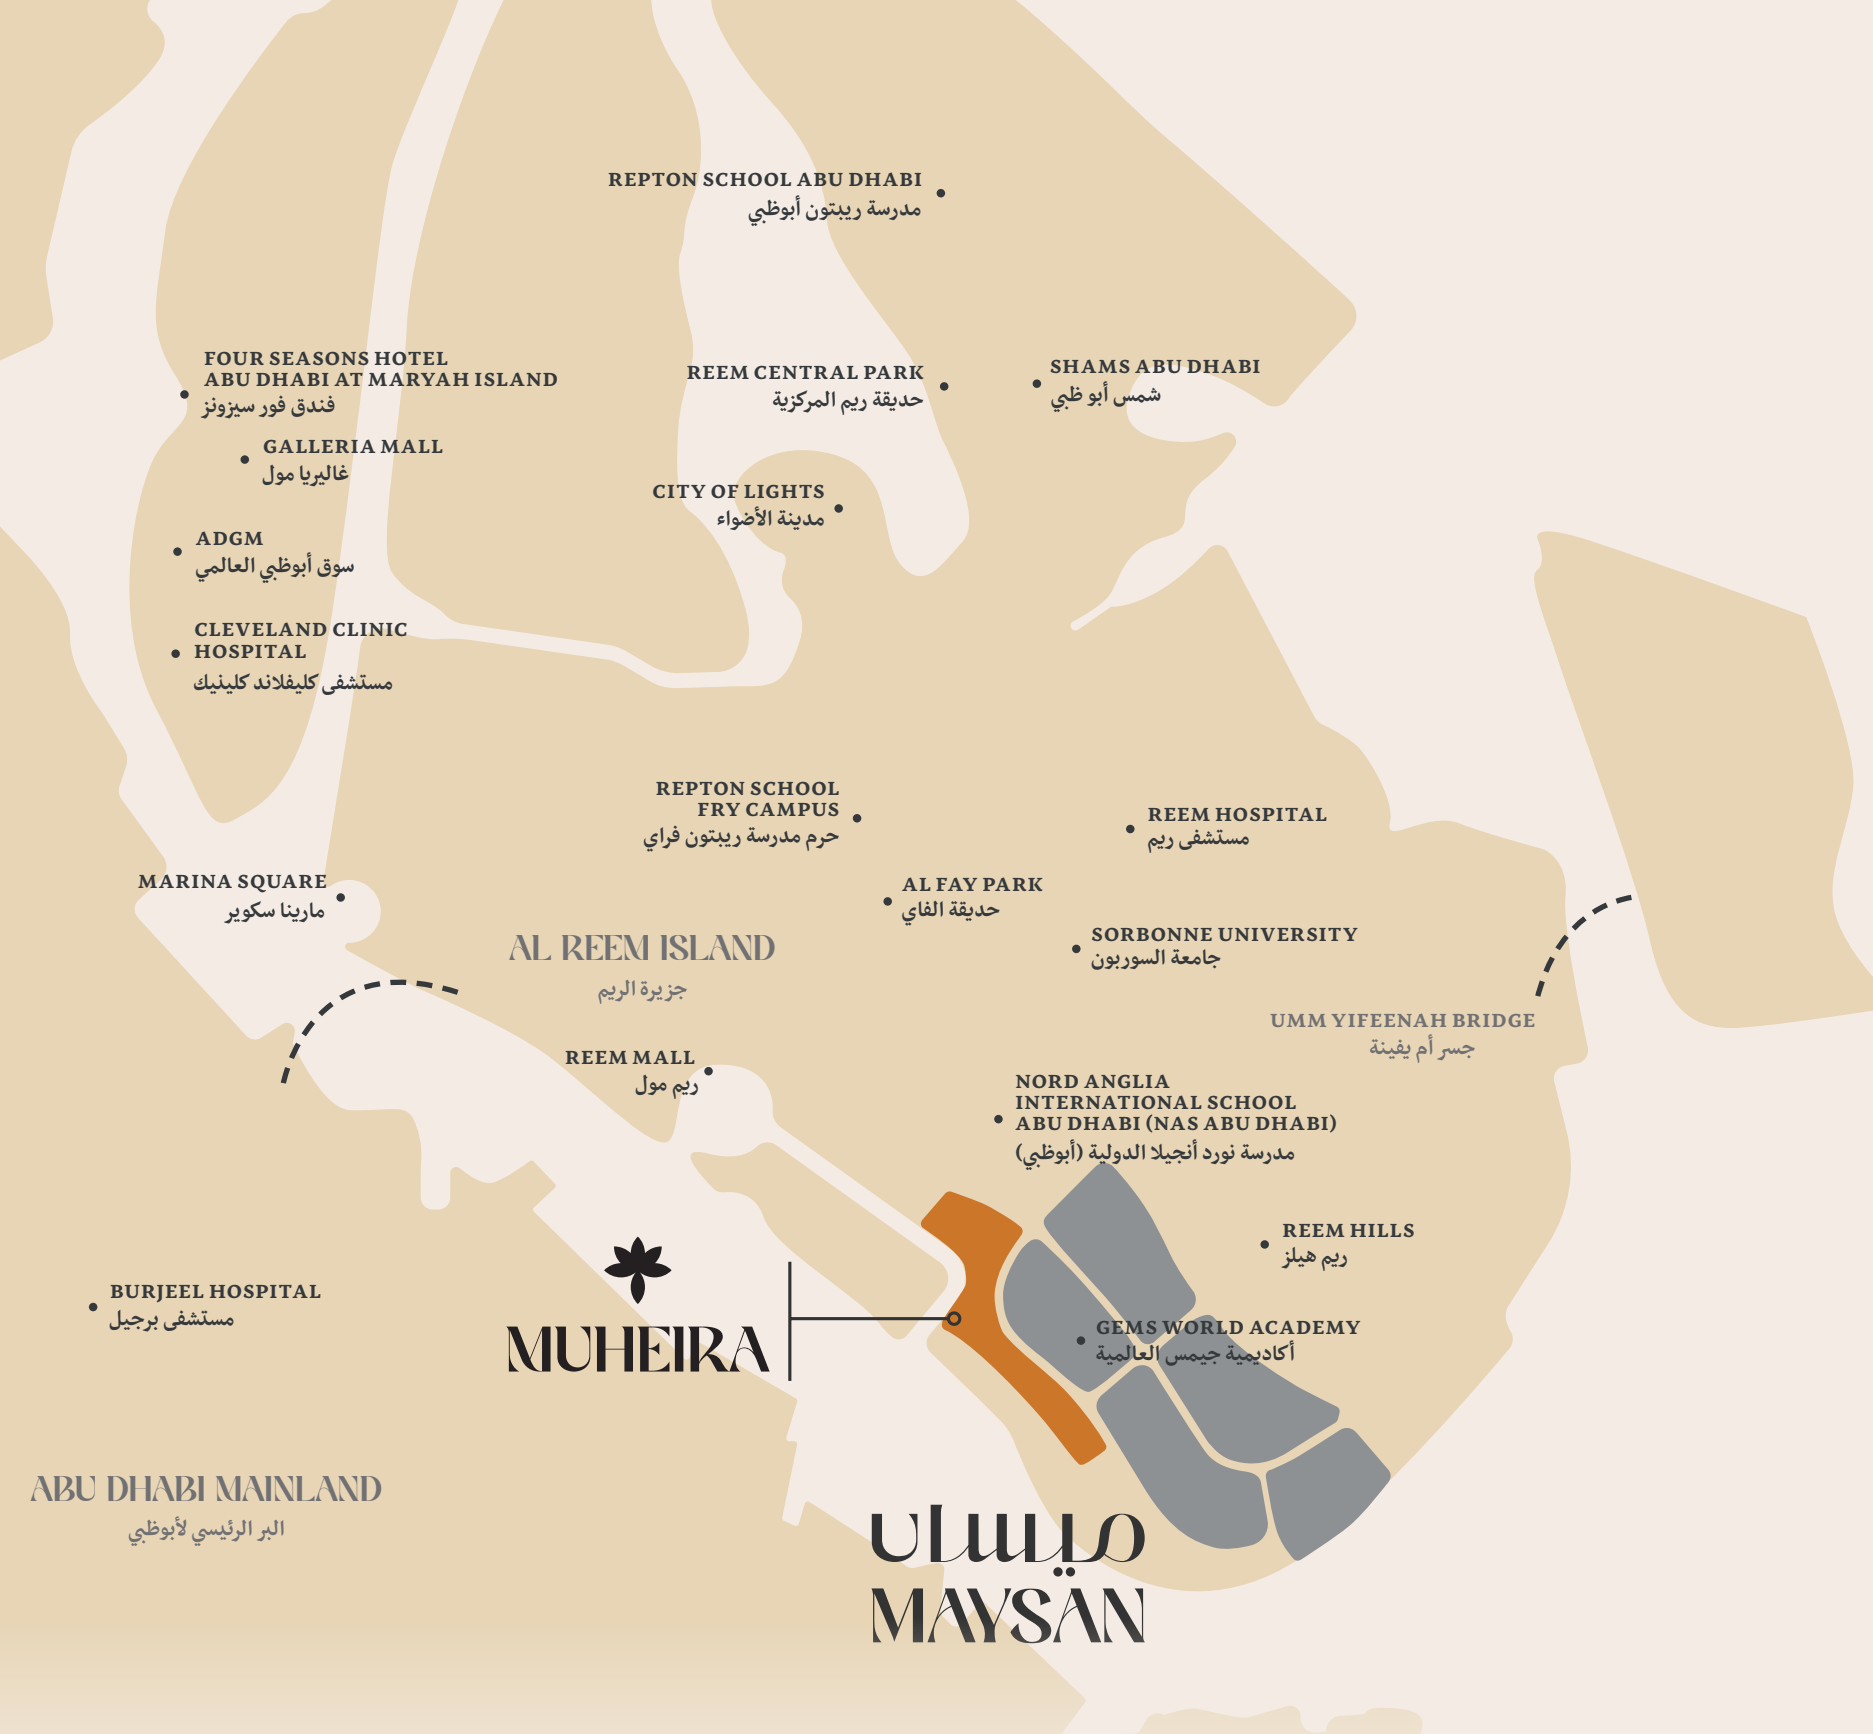 REPTON SCHOOL ABU DHABI
مدرسة ريبتون أبوظبي
FOUR SEASONS HOTEL
ABU DHABI AT MARYAH ISLAND
فندق فور سيزونز
REEM CENTRAL PARK
حديقة ريم المركزية
SHAMS ABU DHABI
شمس أبو ظبي
GALLERIA MALL
غاليريا مول
CITY OF LIGHTS
مدينة الأضواء
ADGM
سوق أبوظبي العالمي
CLEVELAND CLINIC
HOSPITAL
مستشفى كليفلاند كلينيك
REPTON SCHOOL
FRY CAMPUS
حرم مدرسة ريبتون فراي
REEM HOSPITAL
مستشفى ريم
MARINA SQUARE
مارينا سكوير
AL FAY PARK
حديقة الفاي
AL REEM ISLAND
جزيرة الريم
SORBONNE UNIVERSITY
جامعة السوربون
UMM YIFEENAH BRIDGE
جسر أم يفينة
REEM MALL
ريم مول
NORD ANGLIA
INTERNATIONAL SCHOOL
ABU DHABI (NAS ABU DHABI)
مدرسة نورد أنجيلا الدولية (أبوظبي)
REEM HILLS
ريم هيلز
BURJEEL HOSPITAL
مستشفى برجيل
MUHEIRA
GEMS WORLD ACADEMY
أكاديمية جيمس العالمية
ABU DHABI MAINLAND
البر الرئيسي لأبوظبي
ميسان
MAYSAN